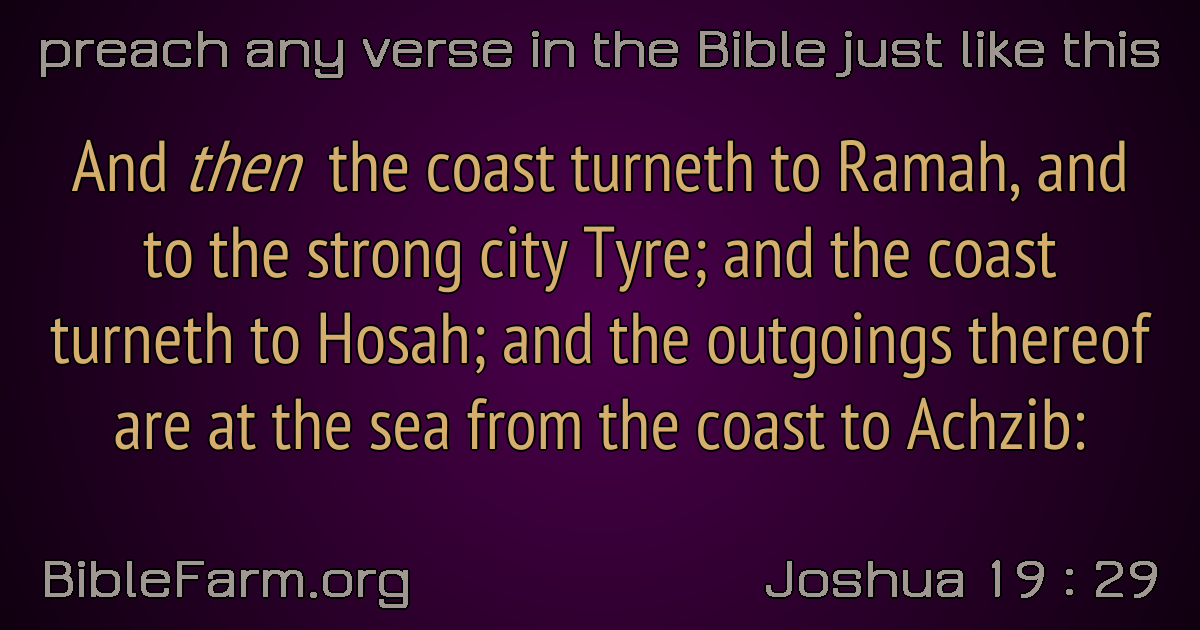 preach any verse in the Bible just like this
And then the coast turneth to Ramah, and
to the strong city Tyre; and the coast
turneth to Hosah; and the outgoings thereof
are at the sea from the coast to Achzib:
BibleFarm.org
Joshua 19 : 29